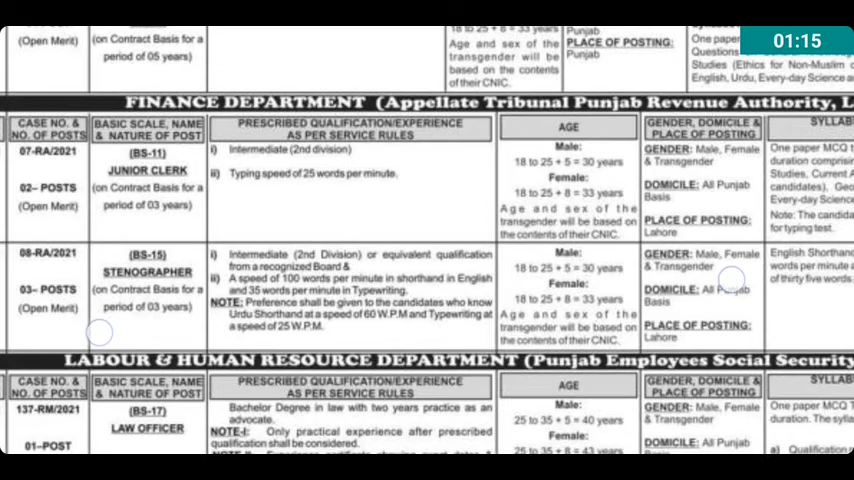 (Open Merit)
(on Contract Basis for a
period of 05 years)
18 to 25 + 8 = 33 years
Age and sex of the
transgender will be
based on the contents
of their CNIC.
Punjab
PLACE OF POSTING:
Punjab
One paper
Question
Studies (Ethics for Non-Muslim c
English, Urdu, Every-day Science a
01:15
FINANCE DEPARTMENT (Appellate Tribunal Punjab Revenue Authority, L
CASE NO. &
NO. OF POSTS
BASIC SCALE, NAME
& NATURE OF POST
PRESCRIBED QUALIFICATION/EXPERIENCE
AS PER SERVICE RULES
AGE
GENDER, DOMICILE &
PLACE OF POSTING
SYLLAB
07-RA/2021
02– POSTS
(Open Merit)
(BS-11)
JUNIOR CLERK
(on Contract Basis for a
period of 03 years)
i) Intermediate (2nd division)
ii) Typing speed of 25 words per minute.
Male:
18 to 25 + 5 = 30 years
Female:
18 to 25 + 8 = 33 years
Age and sex of the
transgender will be based on
the contents of their CNIC.
GENDER: Male, Female
& Transgender
DOMICILE: All Punjab
Basis
PLACE OF POSTING:
Lahore
One paper MCQ t
duration comprisin
Studies, Current A
candidates), Geo
Every-day Science
Note: The candida
for typing test.
08-RA/2021
03– POSTS
(Open Merit)
(BS-15)
STENOGRAPHER
(on Contract Basis for a
period of 03 years)
i) Intermediate (2nd Division) or equivalent qualification
from a recognized Board &
ii) A speed of 100 words per minute in shorthand in English
and 35 words per minute in Typewriting.
NOTE: Preference shall be given to the candidates who know
Urdu Shorthand at a speed of 60 W.P.M and Typewriting at
a speed of 25 W.P.M.
Male:
18 to 25 + 5 = 30 years
Female:
18 to 25 + 8 = 33 years
Age and sex of the
transgender will be based on
the contents of their CNIC.
GENDER: Male, Female
& Transgender
DOMICILE: All Punjab
Basis
PLACE OF POSTING:
Lahore
English Shorthand
words per minute a
of thirty five words
LABOUR & HUMAN RESOURCE DEPARTMENT (Punjab Employees Social Security
CASE NO. &
NO. OF POSTS
BASIC SCALE, NAME
& NATURE OF POST
PRESCRIBED QUALIFICATION/EXPERIENCE
AS PER SERVICE RULES
AGE
GENDER, DOMICILE &
PLACE OF POSTING
SYLLAB
137-RM/2021
01–POST
(BS-17)
LAW OFFICER
Bachelor Degree in law with two years practice as an
advocate.
NOTE-I: Only practical experience after prescribed
qualification shall be considered.
Male:
25 to 35 + 5 = 40 years
Female:
25 to 35 + 8 = 43 years
GENDER: Male, Female
& Transgender
DOMICILE: All Punjab
One paper MCQ T
duration. The sylla
a) Qualification r